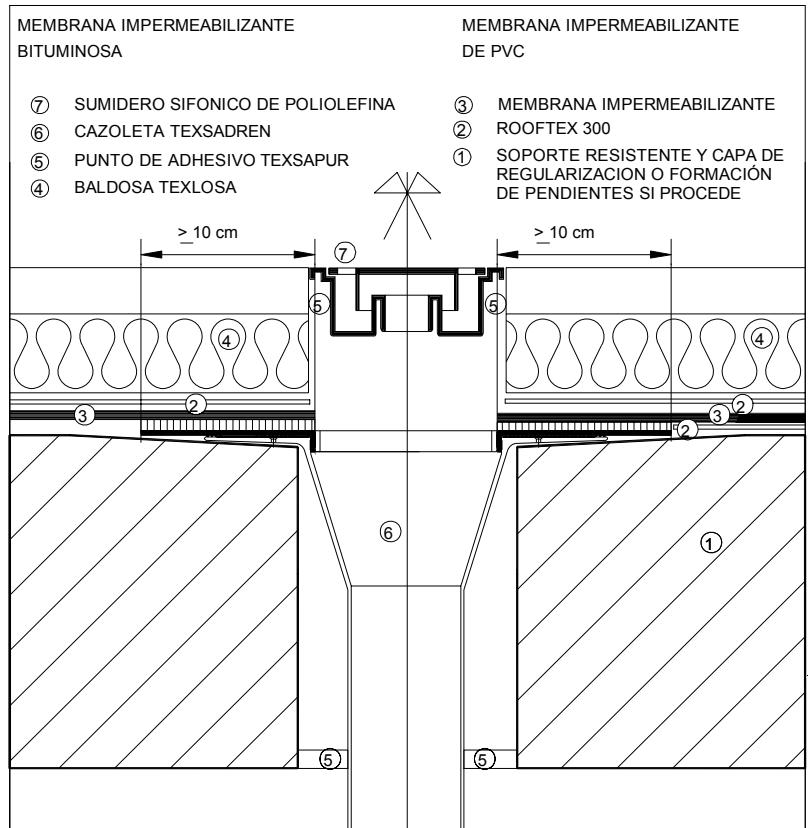 MEMBRANA IMPERMEABILIZANTE
BITUMINOSA
⑦ SUMIDERO SIFONICO DE POLIOLEFINA
⑥ CAZOLETA TEXSADREN
⑤ PUNTO DE ADHESIVO TEXSAPUR
④ BALDOSA TEXLOSA
MEMBRANA IMPERMEABILIZANTE
DE PVC
③ MEMBRANA IMPERMEABILIZANTE
② ROOFTEX 300
① SOPORTE RESISTENTE Y CAPA DE
REGULARIZACION O FORMACIÓN
DE PENDIENTES SI PROCEDE
≥ 10 cm
≥ 10 cm
⑦
⑤ ⑤
④ ④
② ②
③ ③
②
⑥ ①
⑤ ⑤